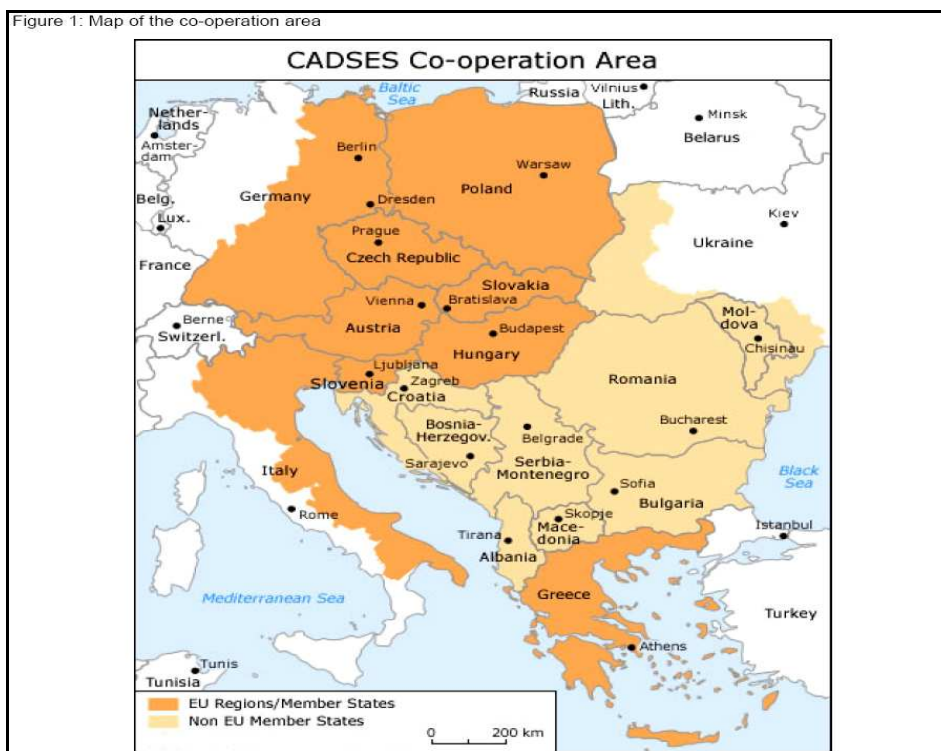 Figure 1: Map of the co-operation area
CADSES Co-operation Area
Baltic
Sea
Russia
Vilnius
Lith.
Minsk
Belarus
Nether-
lands
Amster-
dam
Berlin
Warsaw
Germany
Poland
Belg.
Dresden
Lux.
Kiev
Ukraine
Prague
Czech Republic
France
Slovakia
Vienna
Bratislava
Mol-
dova
Berne
Switzerl.
Austria
Budapest
Chisinau
Hungary
Ljubljana
Slovenia
Zagreb
Croatia
Romania
Bosnia-
Herzegov.
Belgrade
Bucharest
Sarajevo
Serbia-
Montenegro
Italy
Black
Sea
Sofia
Bulgaria
Rome
Skopje
Mace-
donia
Istanbul
Tirana
Albania
Mediterranean Sea
Greece
Turkey
Athens
Tunis
Tunisia
EU Regions/Member States
Non EU Member States
0 200 km